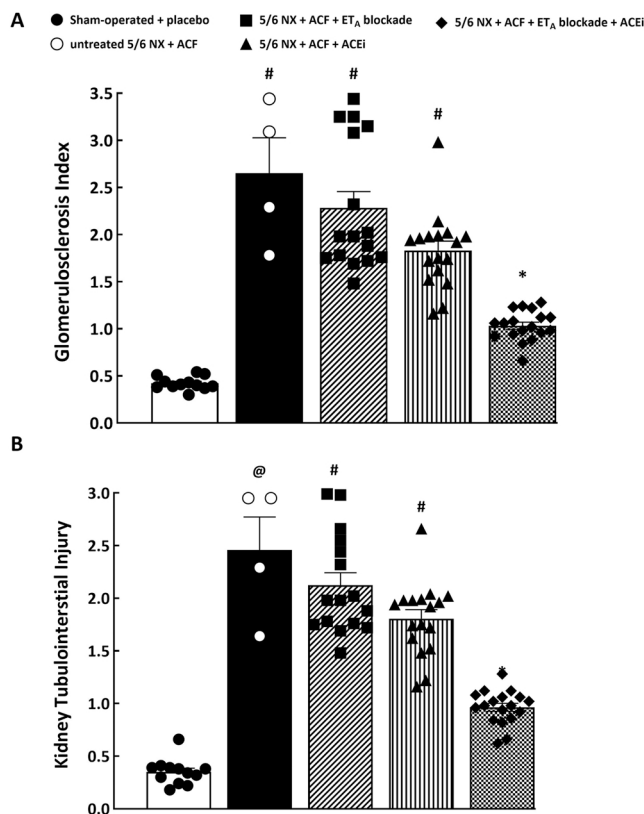 A
Sham-operated + placebo
5/6 NX + ACF + ETA blockade
5/6 NX + ACF + ETA blockade + ACEi
untreated 5/6 NX + ACF
5/6 NX + ACF + ACEi
# # # *
Glomerulosclerosis Index
3.5
3.0
2.5
2.0
1.5
1.0
0.5
0.0
B
@ # # *
Kidney Tubulointerstial Injury
3.0
2.5
2.0
1.5
1.0
0.5
0.0